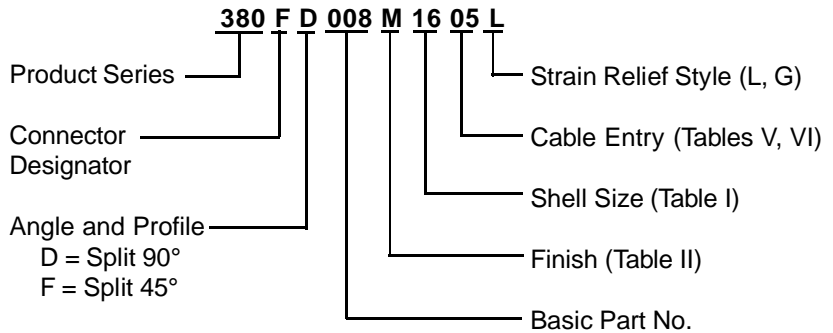 380 F D 008 M 16 05 L
Product Series
Connector
Designator
Angle and Profile
D = Split 90°
F = Split 45°
Strain Relief Style (L, G)
Cable Entry (Tables V, VI)
Shell Size (Table I)
Finish (Table II)
Basic Part No.